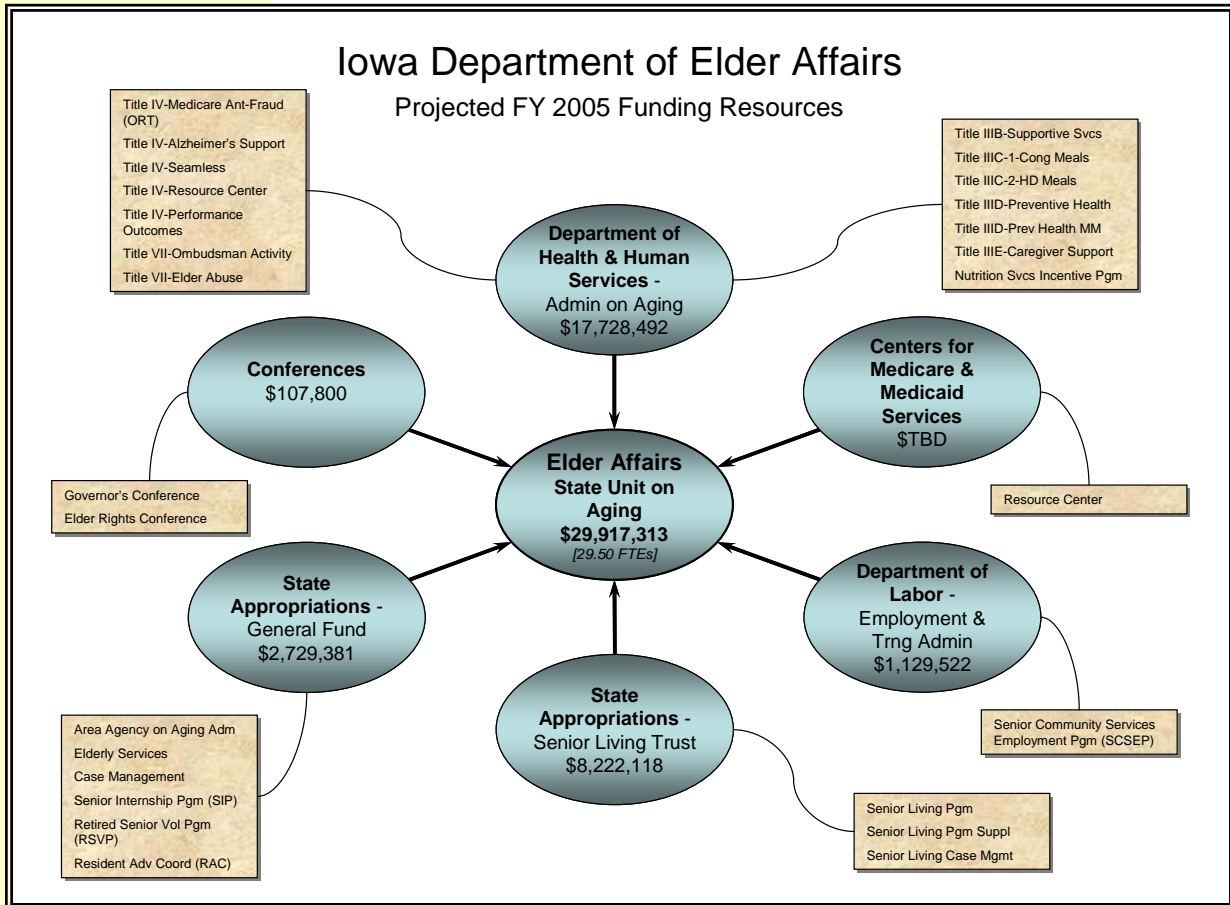 Iowa Department of Elder Affairs
Projected FY 2005 Funding Resources
Title IV-Medicare Ant-Fraud
(ORT)
Title IV-Alzheimer's Support
Title IV-Seamless
Title IV-Resource Center
Title IV-Performance
Outcomes
Title VII-Ombudsman Activity
Title VII-Elder Abuse
Title IIIB-Supportive Svcs
Title IIIC-1-Cong Meals
Title IIIC-2-HD Meals
Title IIID-Preventive Health
Title IIID-Prev Health MM
Title IIIE-Caregiver Support
Nutrition Svcs Incentive Pgm
Department of
Health & Human
Services -
Admin on Aging
$17,728,492
Conferences
$107,800
Centers for
Medicare &
Medicaid
Services
$TBD
Elder Affairs
State Unit on
Aging
$29,917,313
[29.50 FTEs]
Governor's Conference
Elder Rights Conference
Resource Center
State
Appropriations -
General Fund
$2,729,381
Department of
Labor -
Employment &
Trng Admin
$1,129,522
State
Appropriations -
Senior Living Trust
$8,222,118
Area Agency on Aging Adm
Elderly Services
Case Management
Senior Internship Pgm (SIP)
Retired Senior Vol Pgm
(RSVP)
Resident Adv Coord (RAC)
Senior Community Services
Employment Pgm (SCSEP)
Senior Living Pgm
Senior Living Pgm Suppl
Senior Living Case Mgmt